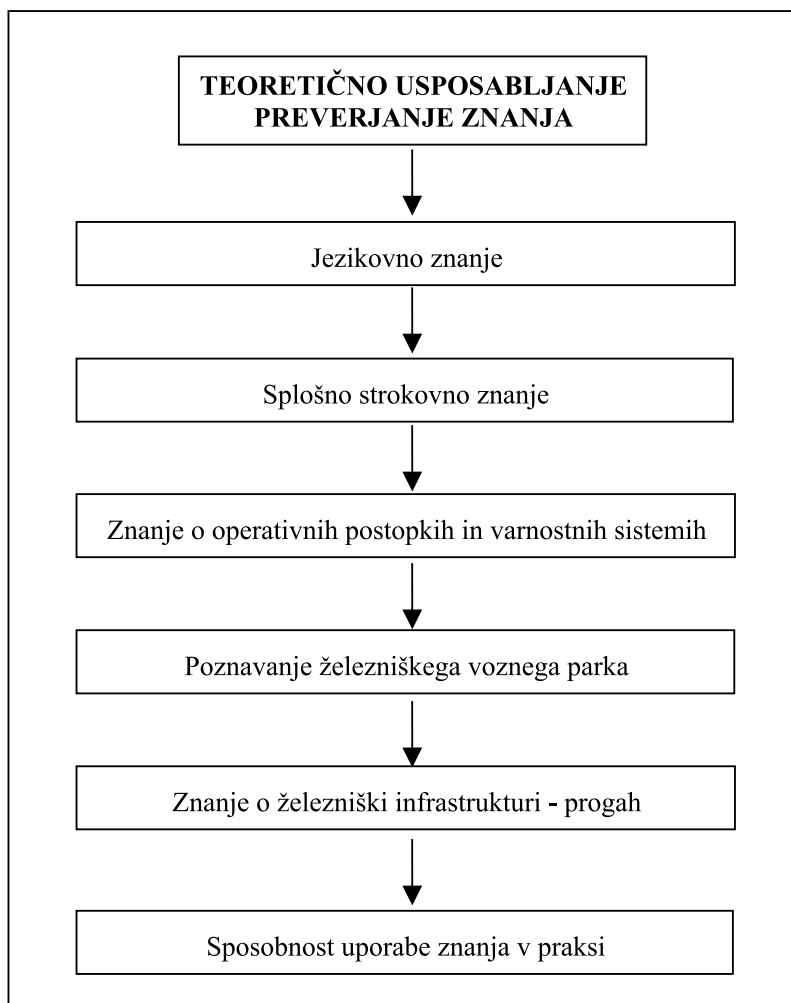 TEORETIČNO USPOSABLJANJE
PREVERJANJE ZNANJA
Jezikovno znanje
Splošno strokovno znanje
Znanje o operativnih postopkih in varnostnih sistemih
Poznavanje železniškega voznega parka
Znanje o železniški infrastrukturi - progah
Sposobnost uporabe znanja v praksi